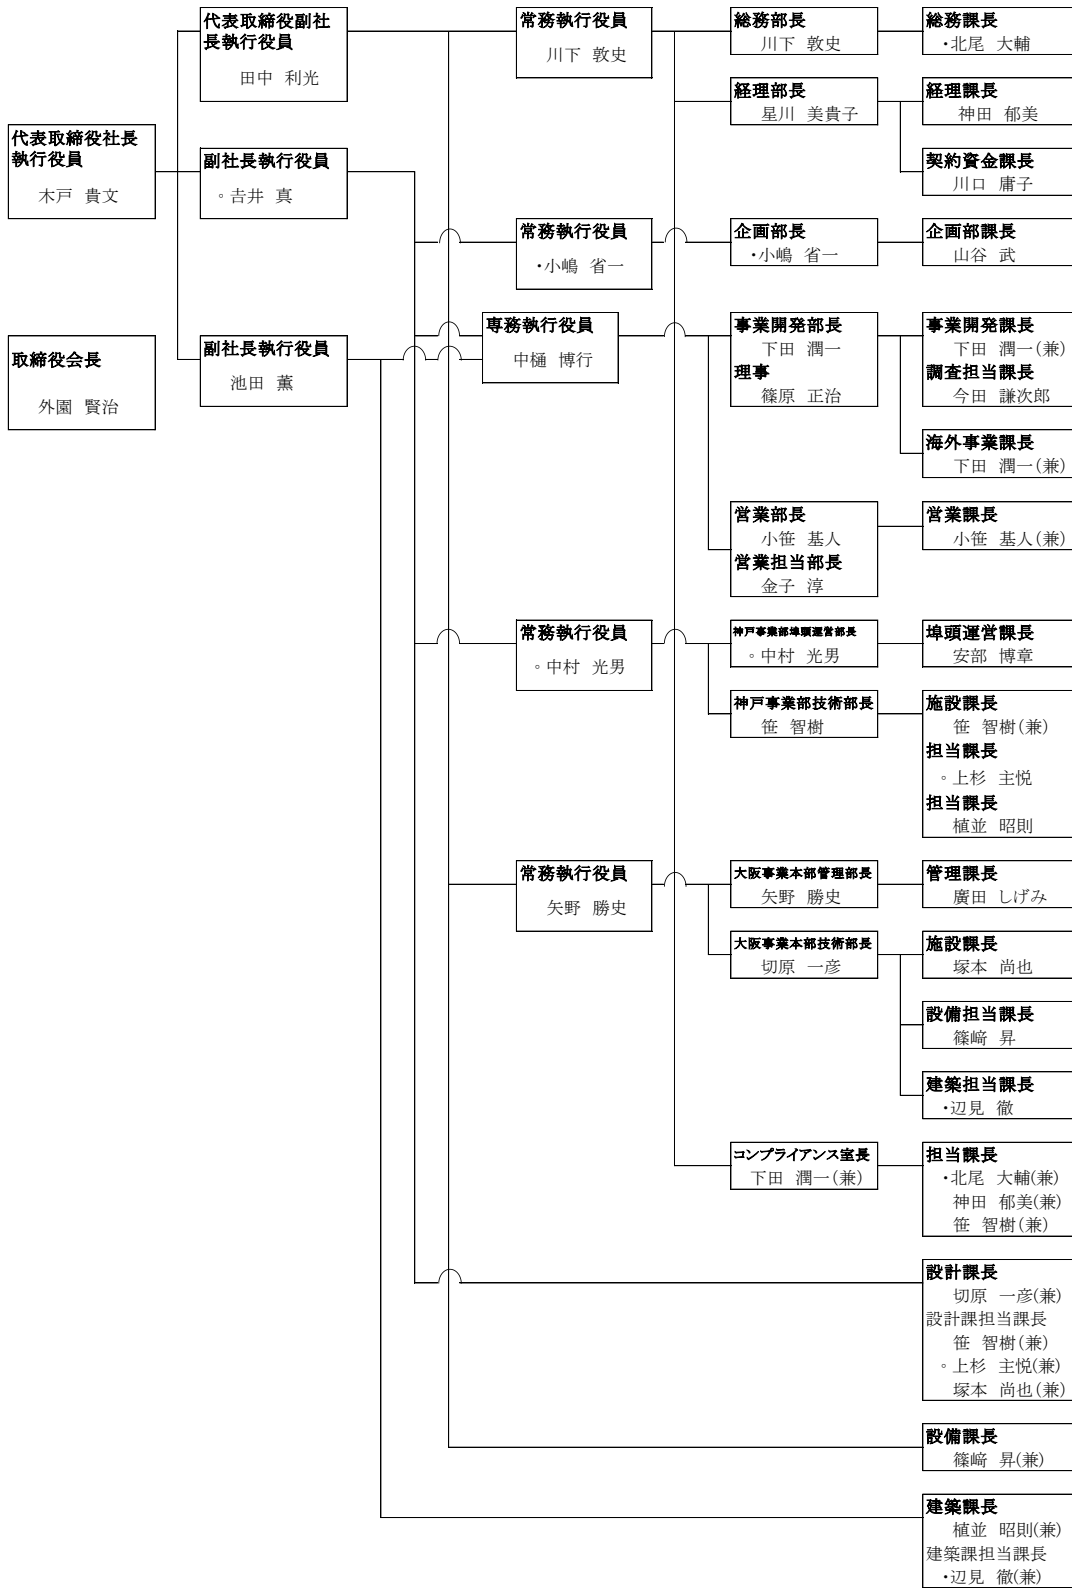 代表取締役社長
執行役員
木戸 貴文
取締役会長
外園 賢治
代表取締役副社
長執行役員
田中 利光
副社長執行役員
◦吉井 真
副社長執行役員
池田 薫
常務執行役員
川下 敦史
常務執行役員
・小嶋 省一
専務執行役員
中樋 博行
常務執行役員
◦中村 光男
常務執行役員
矢野 勝史
総務部長
川下 敦史
経理部長
星川 美貴子
企画部長
・小嶋 省一
事業開発部長
下田 潤一
理事
篠原 正治
営業部長
小笹 基人
営業担当部長
金子 淳
神戸事業部埠頭運営部長
◦中村 光男
神戸事業部技術部長
笹 智樹
大阪事業本部管理部長
矢野 勝史
大阪事業本部技術部長
切原 一彦
コンプライアンス室長
下田 潤一(兼)
総務課長
・北尾 大輔
経理課長
神田 郁美
契約資金課長
川口 庸子
企画部課長
山谷 武
事業開発課長
下田 潤一(兼)
調査担当課長
今田 謙次郎
海外事業課長
下田 潤一(兼)
営業課長
小笹 基人(兼)
埠頭運営課長
安部 博章
施設課長
笹 智樹(兼)
担当課長
◦上杉 主悦
担当課長
植並 昭則
管理課長
廣田 しげみ
施設課長
塚本 尚也
設備担当課長
篠﨑 昇
建築担当課長
・辺見 徹
担当課長
・北尾 大輔(兼)
神田 郁美(兼)
笹 智樹(兼)
設計課長
切原 一彦(兼)
設計課担当課長
笹 智樹(兼)
◦上杉 主悦(兼)
塚本 尚也(兼)
設備課長
篠﨑 昇(兼)
建築課長
植並 昭則(兼)
建築課担当課長
・辺見 徹(兼)